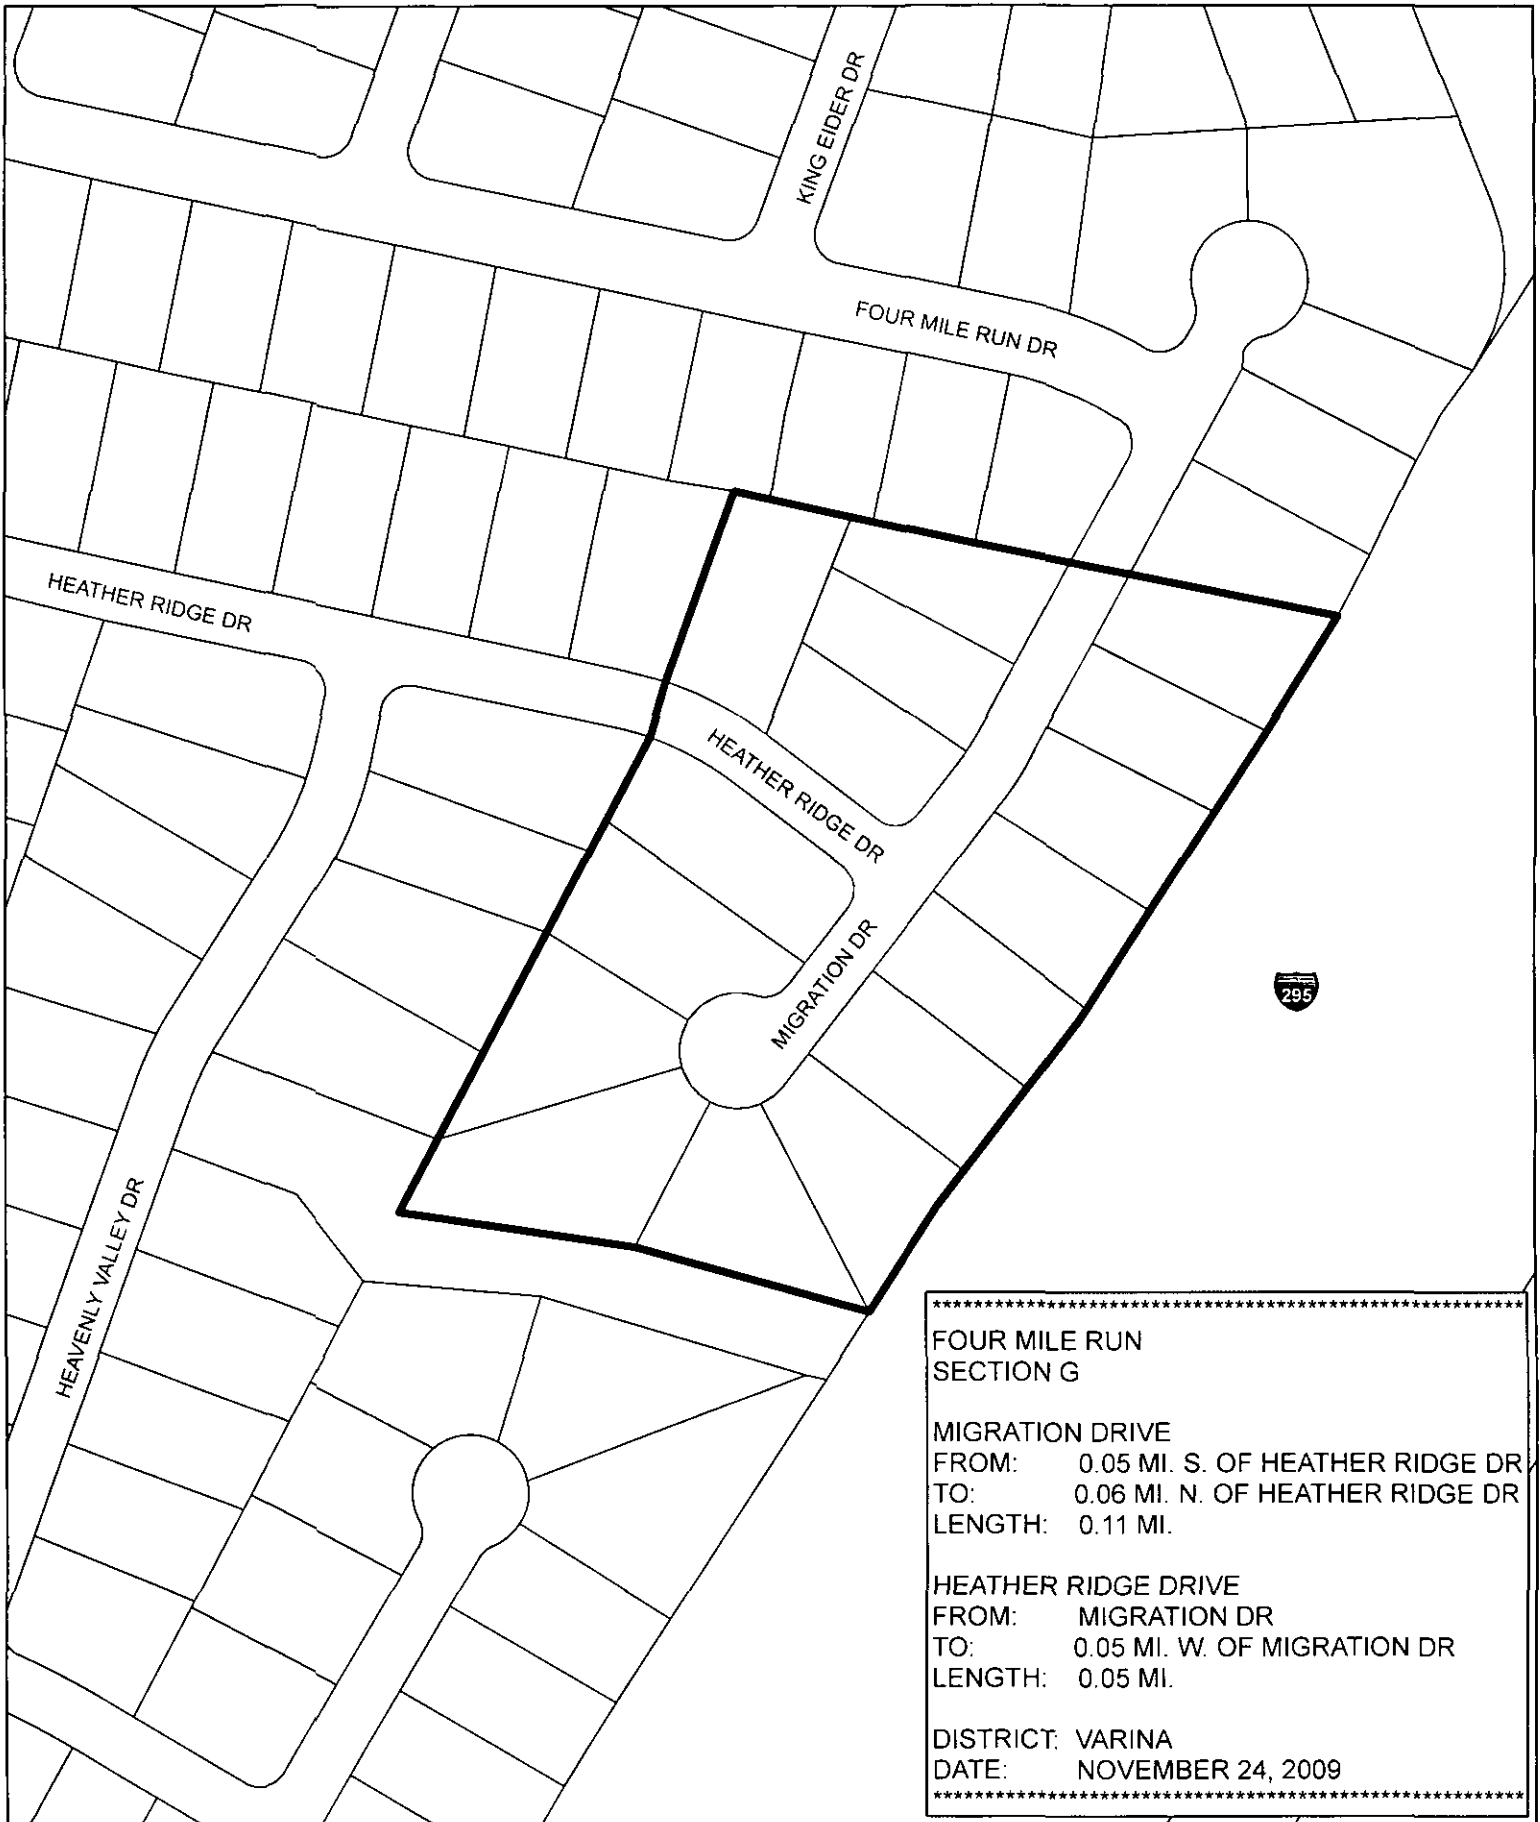 KING EIDER DR
FOUR MILE RUN DR
HEATHER RIDGE DR
HEATHER RIDGE DR
MIGRATION DR
295
HEAVENLY VALLEY DR
************************************************************
FOUR MILE RUN
SECTION G
MIGRATION DRIVE
FROM: 0.05 MI. S. OF HEATHER RIDGE DR
TO: 0.06 MI. N. OF HEATHER RIDGE DR
LENGTH: 0.11 MI.
HEATHER RIDGE DRIVE
FROM: MIGRATION DR
TO: 0.05 MI. W. OF MIGRATION DR
LENGTH: 0.05 MI.
DISTRICT: VARINA
DATE: NOVEMBER 24, 2009
************************************************************